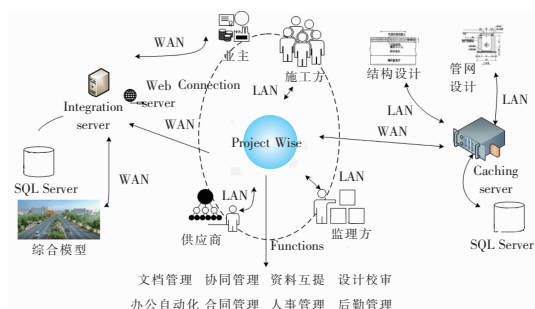 WAN
业主
施工方
结构设计
管网
设计
Web Connection
server
LAN
Integration
server
LAN
LAN
WAN
WAN
Project Wise
Caching
server
SQL Server
WAN
LAN
LAN
综合模型
供应商
监理方
SQL Server
Functions
文档管理 协同管理 资料互提 设计校审
办公自动化 合同管理 人事管理 后勤管理